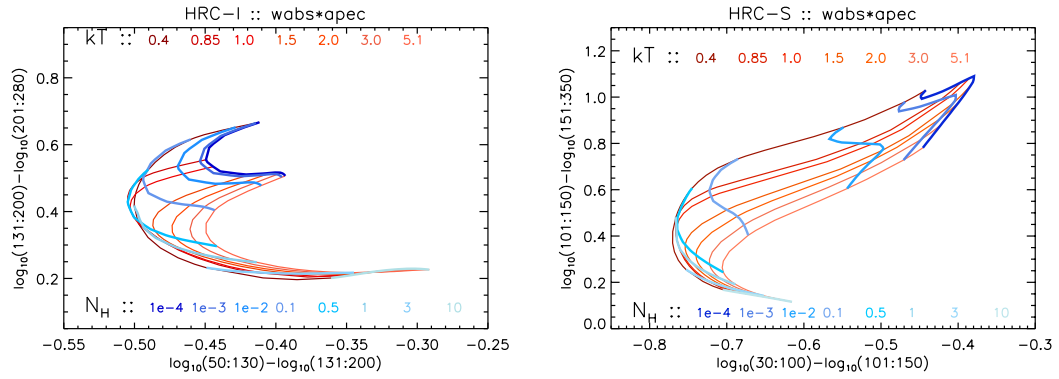 HRC-I :: wabs*apec
kT :: 0.4 0.85 1.0 1.5 2.0 3.0 5.1
log10(131:200)-log10(201:280)
0.8
0.6
0.4
0.2
N_H :: 1e-4 1e-3 1e-2 0.1 0.5 1 3 10
-0.55 -0.50 -0.45 -0.40 -0.35 -0.30 -0.25
log10(50:130)-log10(131:200)
HRC-S :: wabs*apec
1.2
kT :: 0.4 0.85 1.0 1.5 2.0 3.0 5.1
log10(101:150)-log10(151:350)
1.0
0.8
0.6
0.4
0.2
N_H :: 1e-4 1e-3 1e-2 0.1 0.5 1 3 10
0.0
-0.8 -0.7 -0.6 -0.5 -0.4 -0.3
log10(30:100)-log10(101:150)